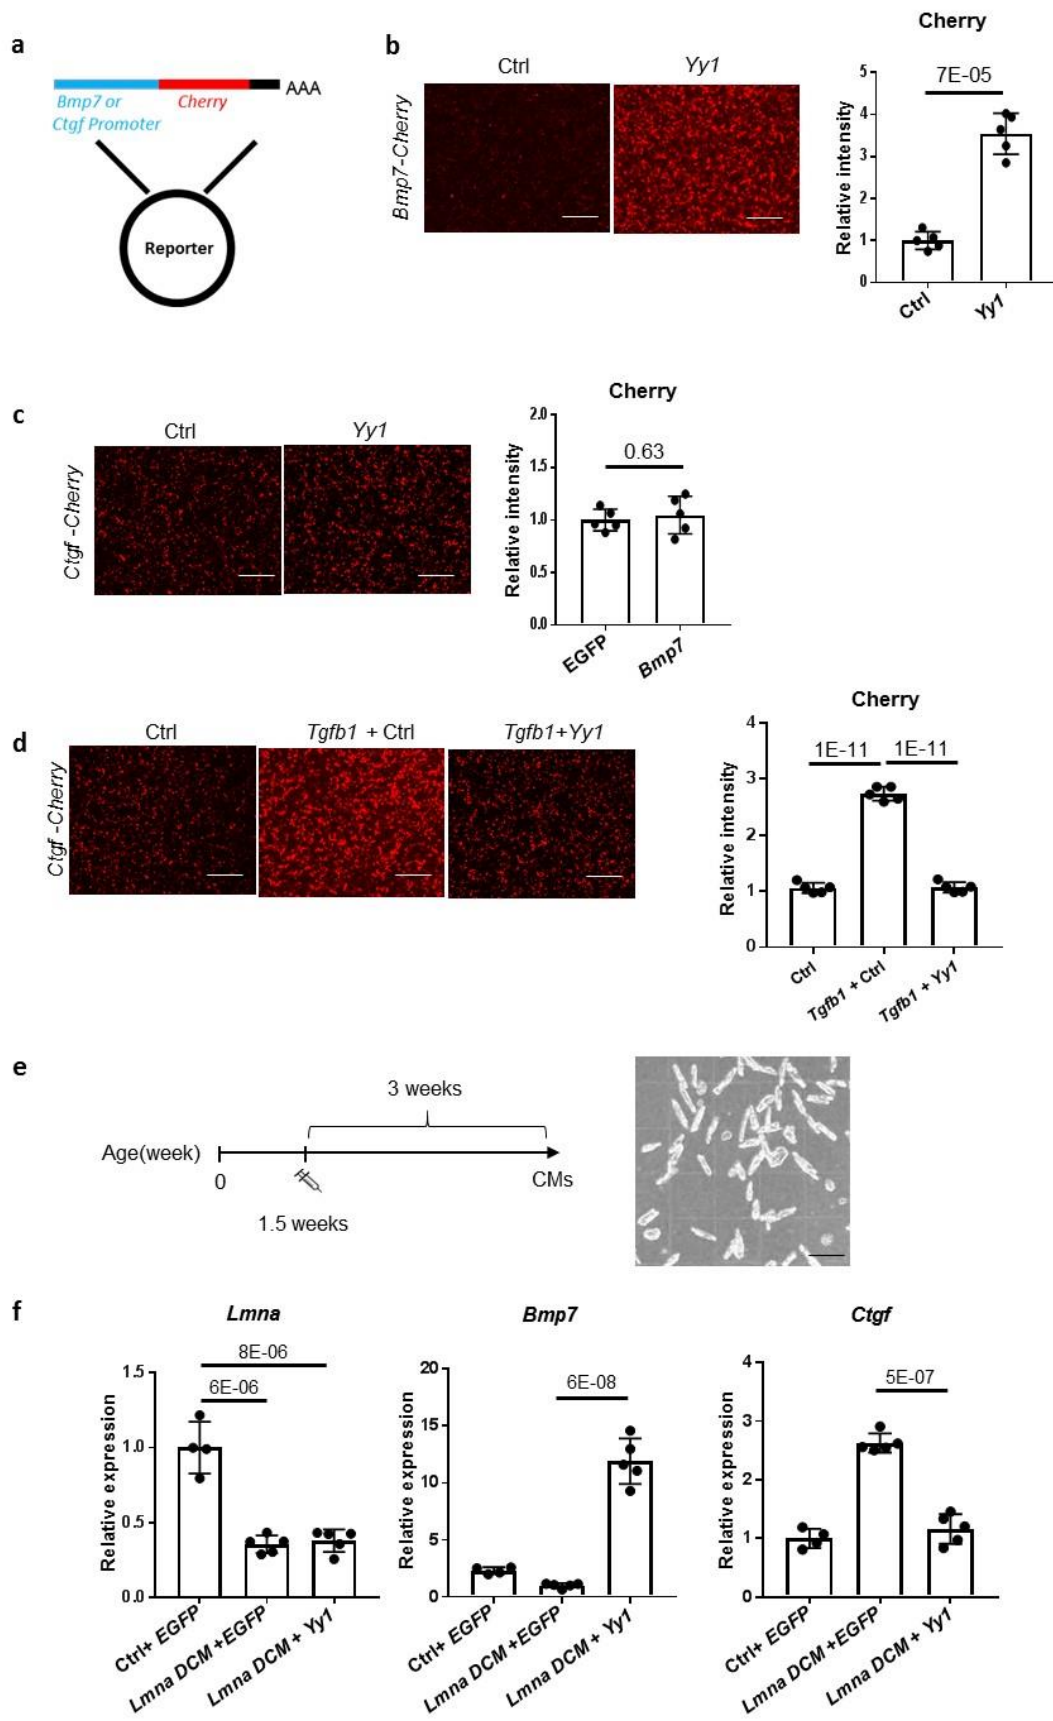 a
Bmp7 or
Ctgf Promoter
Cherry
AAA
Reporter
b
Ctrl
Yy1
Bmp7-Cherry
Cherry
Relative intensity
5
4
3
2
1
0
7E-05
Ctrl
Yy1
c
Ctrl
Yy1
Ctgf -Cherry
Cherry
Relative intensity
2.0
1.5
1.0
0.5
0.0
0.63
EGFP
Bmp7
d
Ctrl
Tgfb1 + Ctrl
Tgfb1+Yy1
Ctgf -Cherry
Cherry
Relative intensity
4
3
2
1
0
1E-11
1E-11
Ctrl
Tgfb1 + Ctrl
Tgfb1 + Yy1
e
3 weeks
Age(week)
0
CMs
1.5 weeks
f
Lmna
Relative expression
1.5
1.0
0.5
0.0
8E-06
6E-06
Ctrl+ EGFP
Lmna DCM +EGFP
Lmna DCM + Yy1
Bmp7
Relative expression
20
15
10
5
0
6E-08
Ctrl+ EGFP
Lmna DCM +EGFP
Lmna DCM + Yy1
Ctgf
Relative expression
4
3
2
1
0
5E-07
Ctrl+ EGFP
Lmna DCM +EGFP
Lmna DCM + Yy1